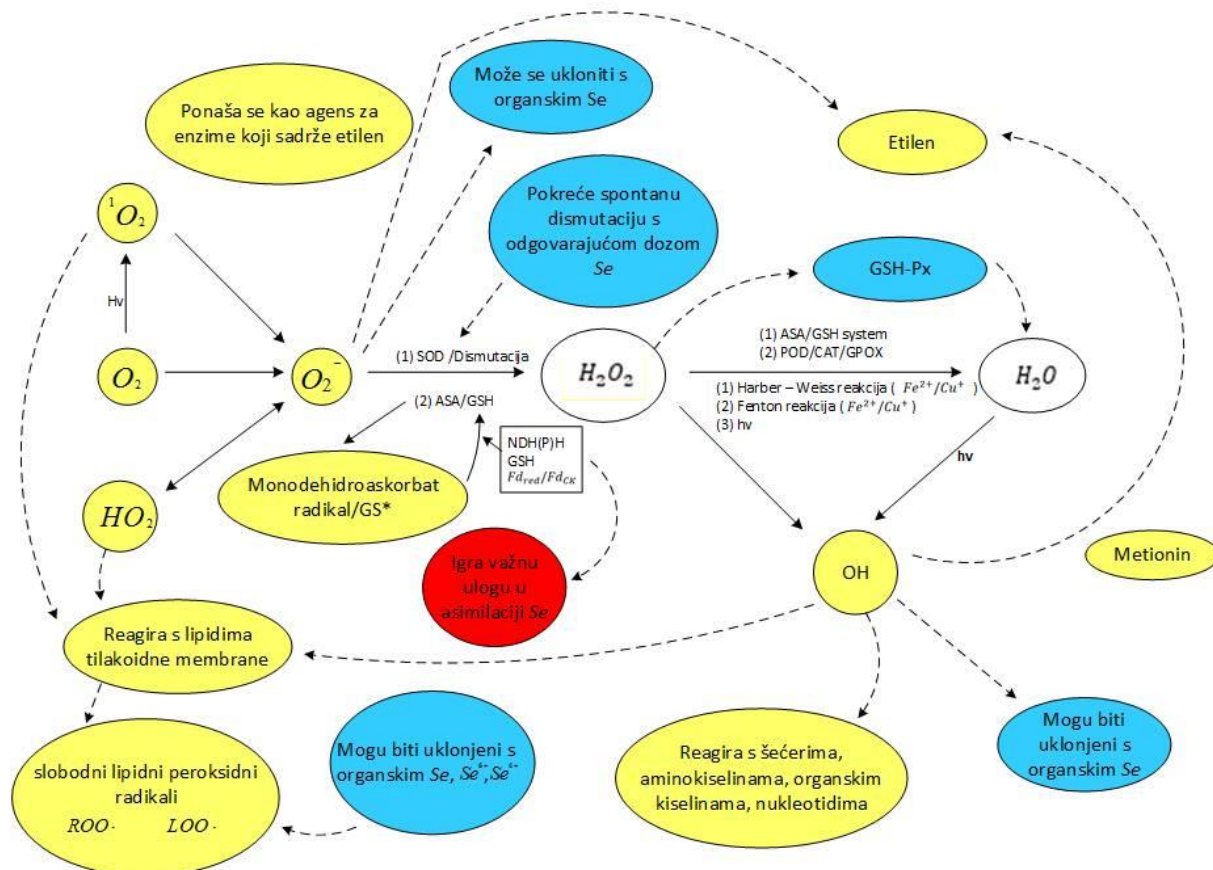 Ponaša se kao agens za
enzime koji sadrže etilen
Može se ukloniti s
organskim Se
Etilen
¹O₂
Pokreće spontanu
dismutaciju s
odgovarajućom dozom
Se
GSH-Px
Hv
O₂
O₂⁻
(1) SOD /Dismutacija
(2) ASA/GSH
H₂O₂
(1) ASA/GSH system
(2) POD/CAT/GPOX
(1) Harber – Weiss reakcija ( Fe²⁺/Cu⁺ )
(2) Fenton reakcija ( Fe²⁺/Cu⁺ )
(3) hv
H₂O
hv
NDH(P)H
GSH
Fd_red/Fd_CK
Monodehidroaskorbat
radikal/GS*
HO₂
Igra važnu
ulogu u
asimilaciji Se
OH
Metionin
Reagira s lipidima
tilakoidne membrane
slobodni lipidni peroksidni
radikali
ROO· LOO·
Mogu biti uklonjeni s
organskim Se,
Reagira s šećerima,
aminokiselinama, organskim
kiselinama, nukleotidima
Mogu biti
uklonjeni s
organskim Se